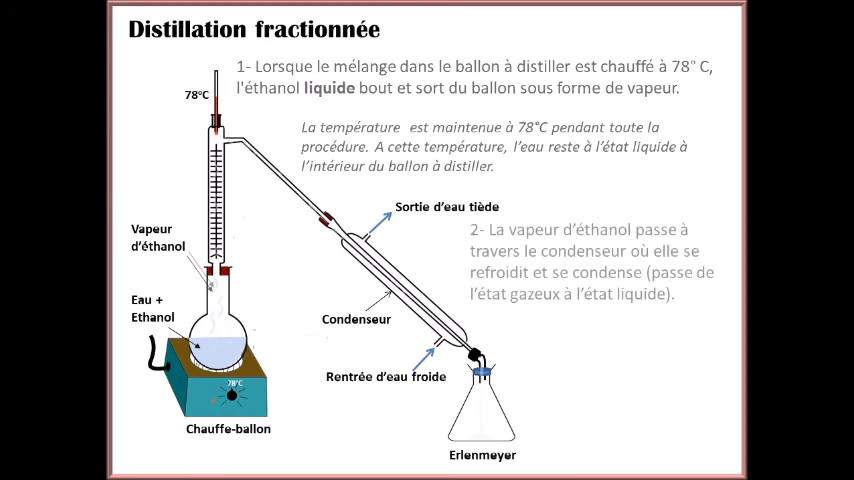 Distillation fractionnée
1- Lorsque le mélange dans le ballon à distiller est chauffé à 78° C,
l'éthanol liquide bout et sort du ballon sous forme de vapeur.
78°C
La température est maintenue à 78°C pendant toute la
procédure. A cette température, l’eau reste à l’état liquide à
l’intérieur du ballon à distiller.
Sortie d’eau tiède
2- La vapeur d’éthanol passe à
travers le condenseur où elle se
refroidit et se condense (passe de
l’état gazeux à l’état liquide).
Vapeur
d’éthanol
Eau +
Ethanol
Condenseur
Rentrée d’eau froide
78°C
Chauffe-ballon
Erlenmeyer